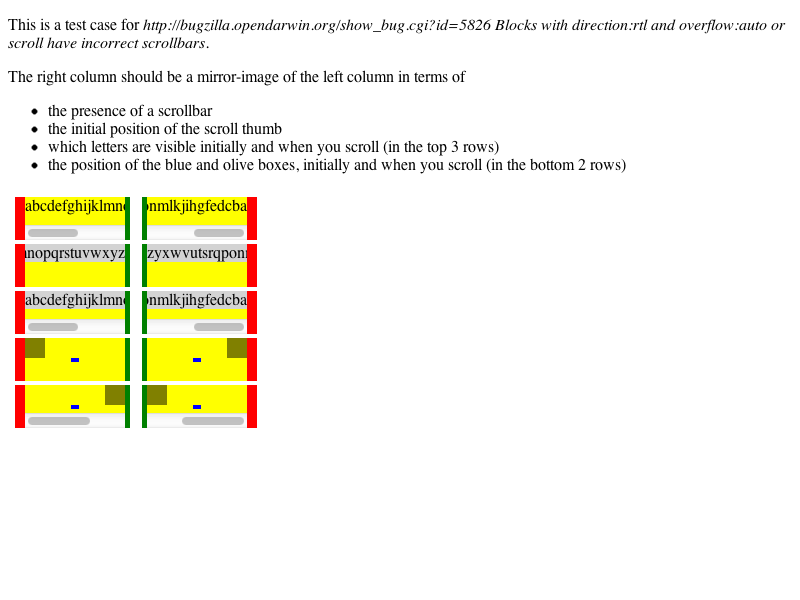 This is a test case for http://bugzilla.opendarwin.org/show_bug.cgi?id=5826 Blocks with direction:rtl and overflow:auto or
scroll have incorrect scrollbars.
The right column should be a mirror-image of the left column in terms of
the presence of a scrollbar
the initial position of the scroll thumb
which letters are visible initially and when you scroll (in the top 3 rows)
the position of the blue and olive boxes, initially and when you scroll (in the bottom 2 rows)
abcdefghijklmno onmlkjihgfedcba
nopqrstuvwxyz zyxwvutsrqpon
abcdefghijklmno onmlkjihgfedcba